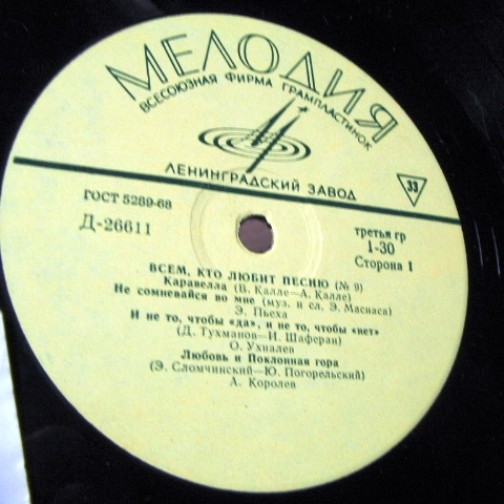 МЕЛОДИЯ
ВСЕСОЮЗНАЯ ФИРМА ГРАМПЛАСТИНОК
ЛЕНИНГРАДСКИЙ ЗАВОД
33
ГОСТ 5289-68
Д-26611
третья гр
1-30
Сторона 1
ВСЕМ, КТО ЛЮБИТ ПЕСНЮ (№ 9)
Каравелла (В. Калле—А. Калле)
Не сомневайся во мне (муз. и сл. Э. Масиаса)
Э. Пьеха
И не то, чтобы «да», и не то, чтобы «нет»
(Д. Тухманов—И. Шаферан)
О. Ухналев
Любовь и Поклонная гора
(Э. Сломчинский—Ю. Погорельский)
А. Королев